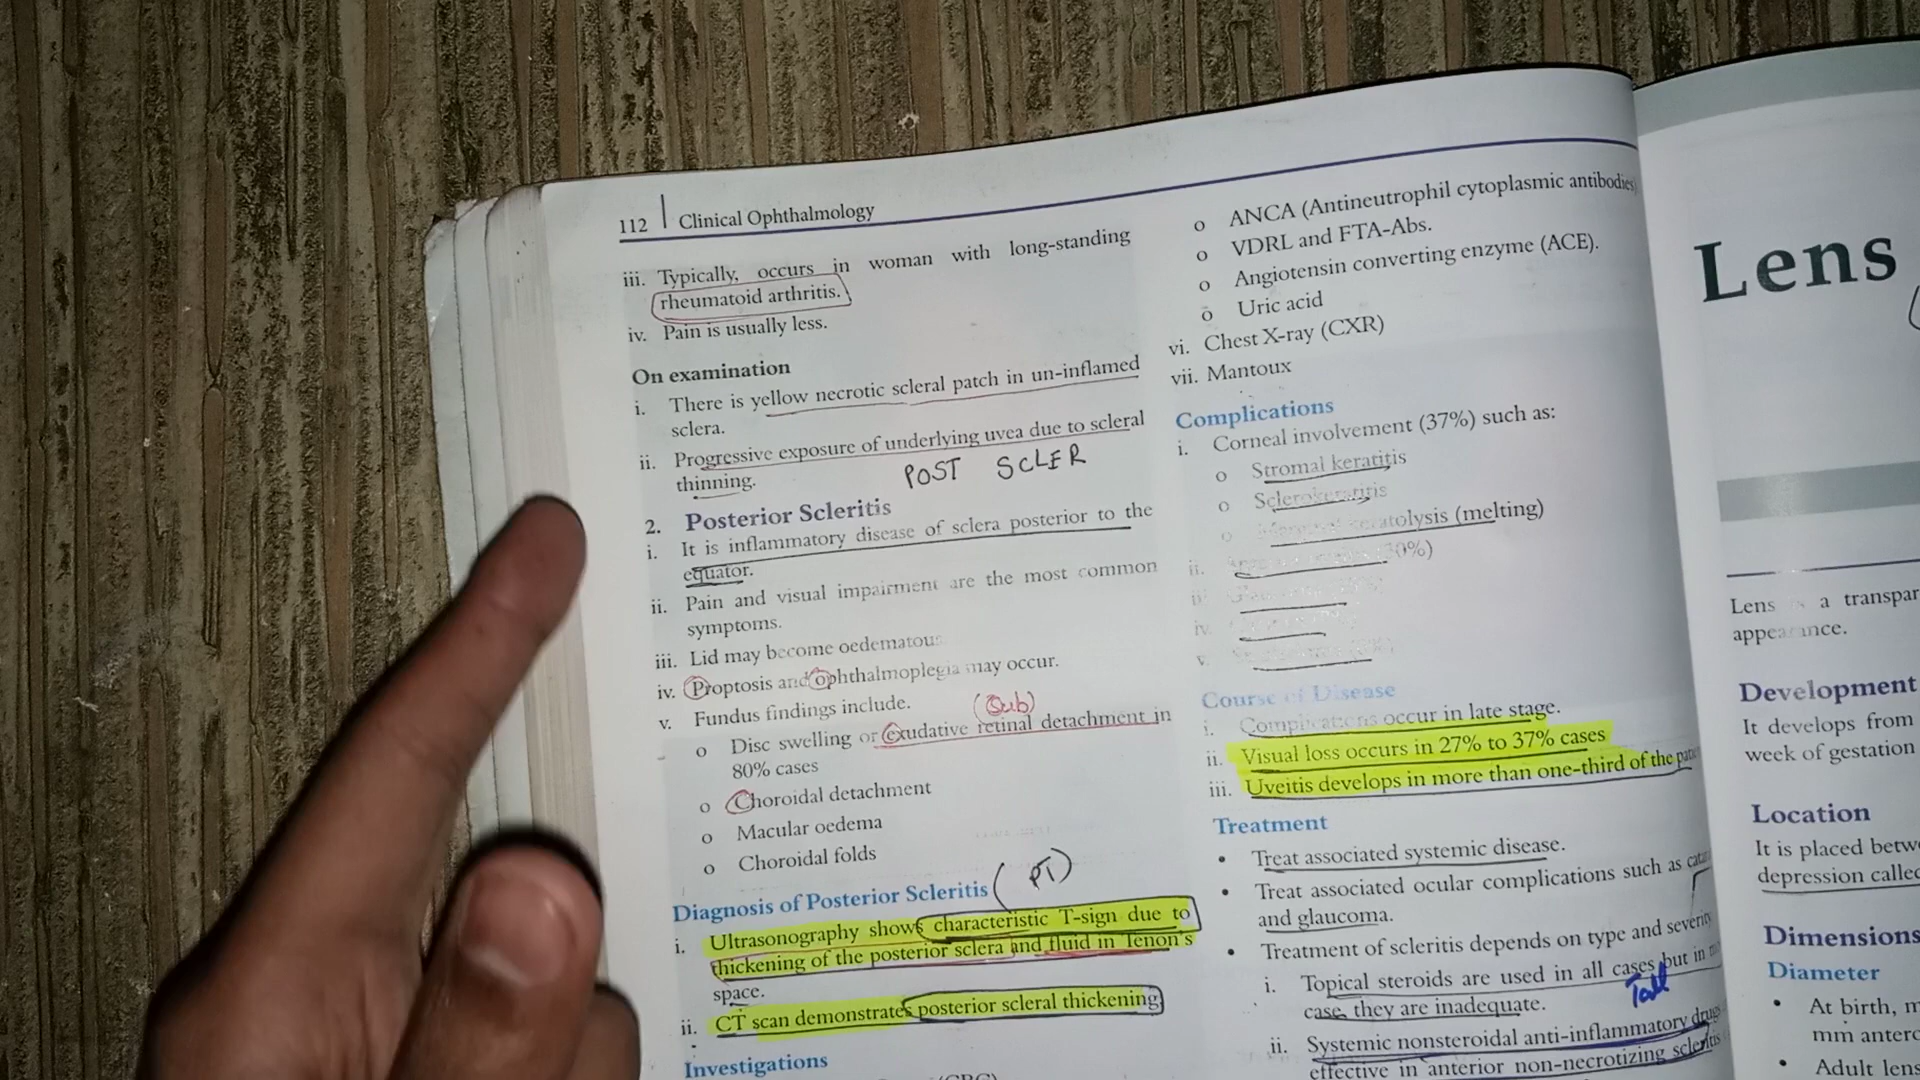 112 | Clinical Ophthalmology
iii. Typically, occurs in woman with long-standing
rheumatoid arthritis.
iv. Pain is usually less.
On examination
i. There is yellow necrotic scleral patch in un-inflamed
sclera.
ii. Progressive exposure of underlying uvea due to scleral
thinning.
POST SCLER
2. Posterior Scleritis
i. It is inflammatory disease of sclera posterior to the
equator.
ii. Pain and visual impairment are the most common
symptoms.
iii. Lid may become oedematous
iv. Proptosis and ophthalmoplegia may occur.
v. Fundus findings include.
(Sub)
o Disc swelling or exudative retinal detachment in
80% cases
o Choroidal detachment
o Macular oedema
o Choroidal folds
Diagnosis of Posterior Scleritis (PT)
i. Ultrasonography shows characteristic T-sign due to
thickening of the posterior sclera and fluid in Tenon's
space.
ii. CT scan demonstrates posterior scleral thickening
Investigations
o ANCA (Antineutrophil cytoplasmic antibodies)
o VDRL and FTA-Abs.
o Angiotensin converting enzyme (ACE).
o Uric acid
vi. Chest X-ray (CXR)
vii. Mantoux
Complications
i. Corneal involvement (37%) such as:
o Stromal keratitis
o Sclerokeratitis
o keratolysis (melting)
ii. (30%)
iv.
v.
Course of Disease
i. Complications occur in late stage.
ii. Visual loss occurs in 27% to 37% cases
iii. Uveitis develops in more than one-third of the
Treatment
• Treat associated systemic disease.
• Treat associated ocular complications such as
and glaucoma.
• Treatment of scleritis depends on type and severity
i. Topical steroids are used in all cases but in
case, they are inadequate.
ii. Systemic nonsteroidal anti-inflammatory drugs
effective in anterior non-necrotizing scleritis
Lens
Lens is a transpar
appearance.
Development
It develops from
week of gestation
Location
It is placed betw
depression called
Dimensions
Diameter
• At birth, m
mm antero
• Adult lens